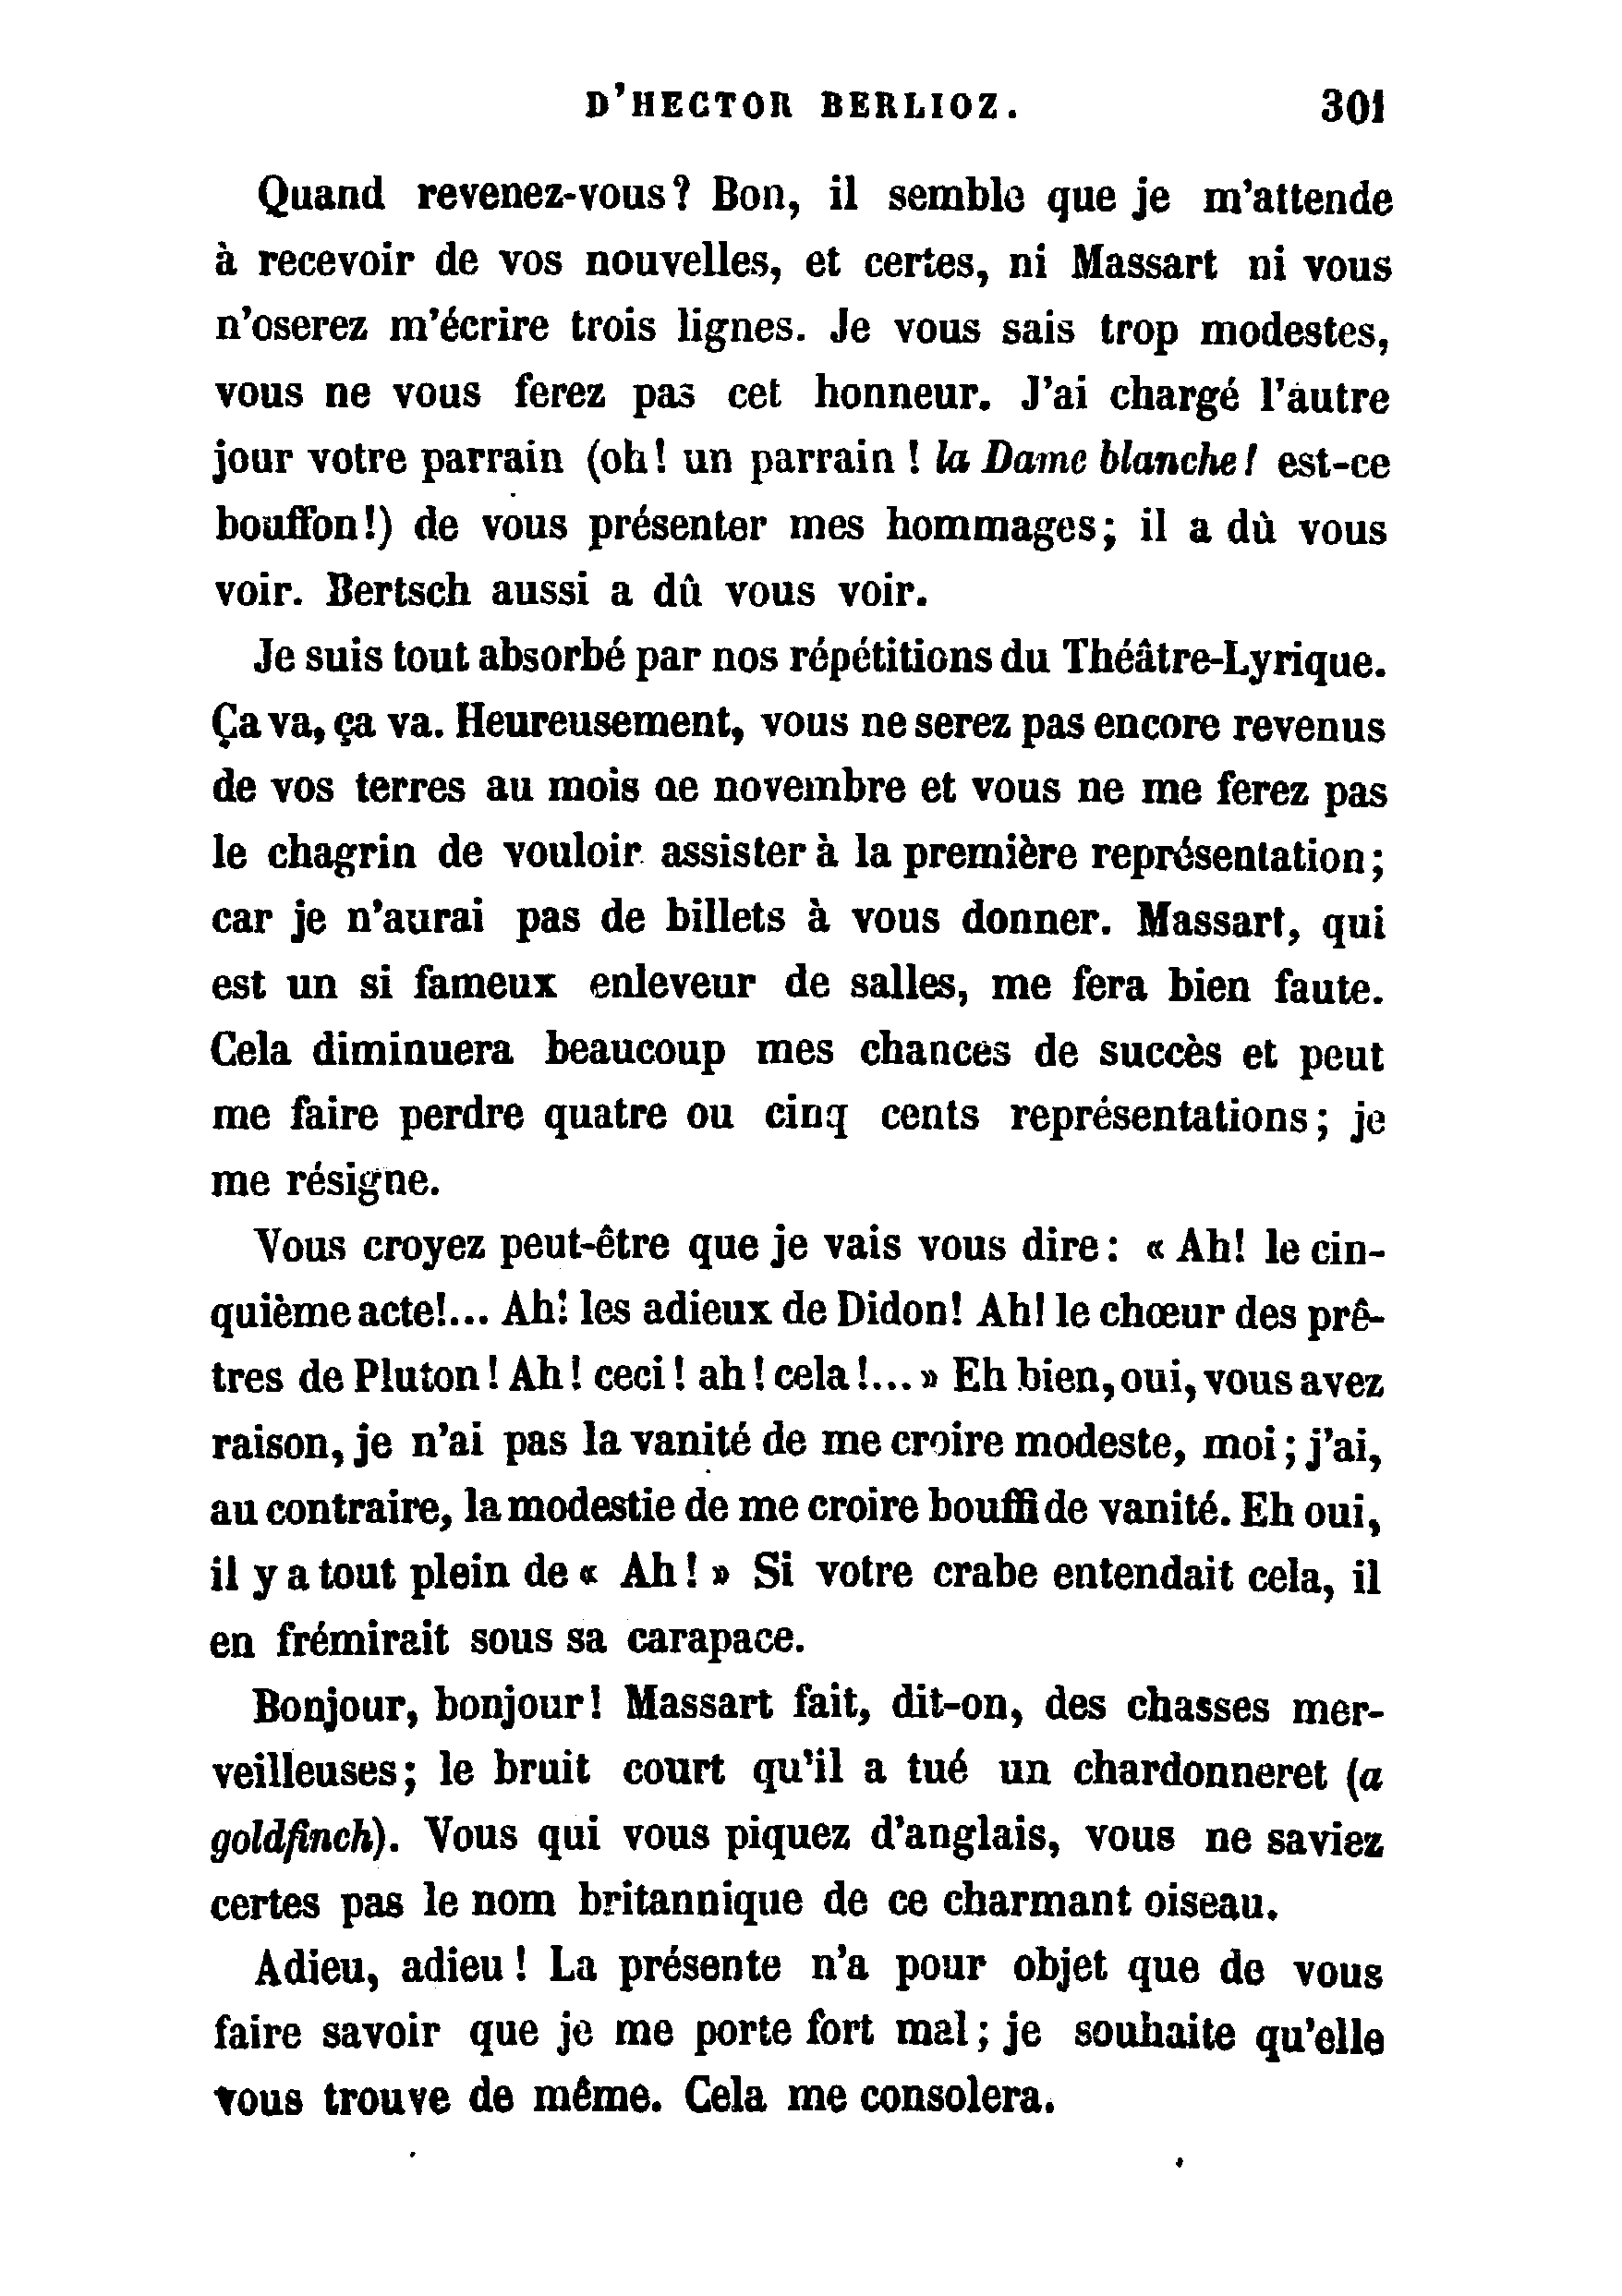 D'HECTOR BERLIOZ. 301
Quand revenez-vous? Bon, il semble que je m'attende
à recevoir de vos nouvelles, et certes, ni Massart ni vous
n'oserez m'écrire trois lignes. Je vous sais trop modestes,
vous ne vous ferez pas cet honneur. J'ai chargé l'autre
jour votre parrain (oh! un parrain! la Dame blanche! est-ce
bouffon!) de vous présenter mes hommages; il a dù vous
voir. Bertsch aussi a dû vous voir.
Je suis tout absorbé par nos répétitions du Théâtre-Lyrique.
Ça va, ça va. Heureusement, vous ne serez pas encore revenus
de vos terres au mois de novembre et vous ne me ferez pas
le chagrin de vouloir assister à la première représentation;
car je n'aurai pas de billets à vous donner. Massart, qui
est un si fameux enleveur de salles, me fera bien faute.
Cela diminuera beaucoup mes chances de succès et peut
me faire perdre quatre ou cinq cents représentations; je
me résigne.
Vous croyez peut-être que je vais vous dire: « Ah! le cin-
quième acte!... Ah! les adieux de Didon! Ah! le chœur des prê-
tres de Pluton! Ah! ceci! ah! cela!... » Eh bien, oui, vous avez
raison, je n'ai pas la vanité de me croire modeste, moi; j'ai,
au contraire, la modestie de me croire bouffi de vanité. Eh oui,
il y a tout plein de « Ah! » Si votre crabe entendait cela, il
en frémirait sous sa carapace.
Bonjour, bonjour! Massart fait, dit-on, des chasses mer-
veilleuses; le bruit court qu'il a tué un chardonneret (a
goldfinch). Vous qui vous piquez d'anglais, vous ne saviez
certes pas le nom britannique de ce charmant oiseau.
Adieu, adieu! La présente n'a pour objet que de vous
faire savoir que je me porte fort mal; je souhaite qu'elle
vous trouve de même. Cela me consolera.